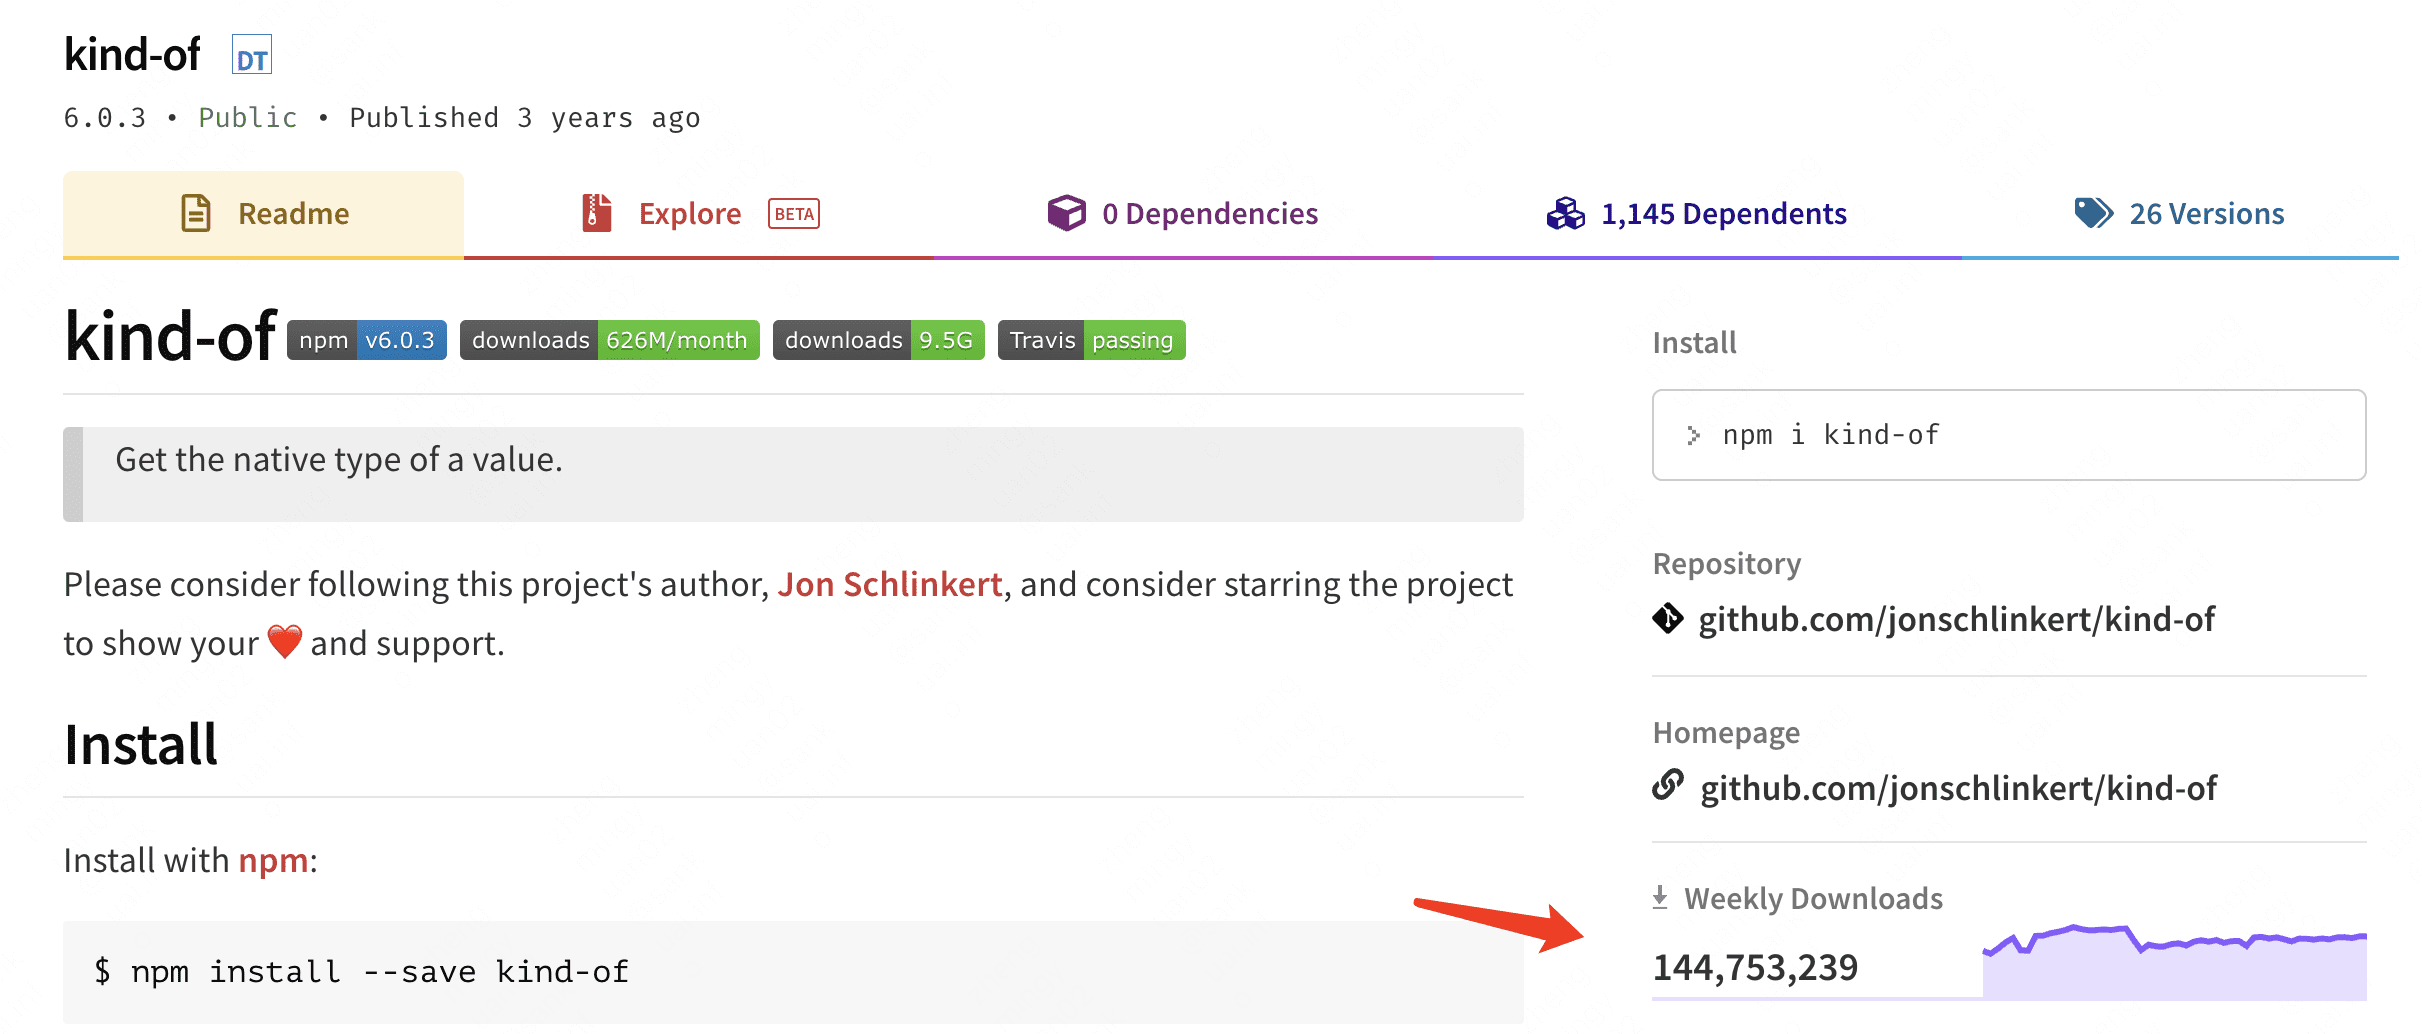 kind-of DT
6.0.3 • Public • Published 3 years ago
Readme
Explore BETA
0 Dependencies
1,145 Dependents
26 Versions
kind-of npm v6.0.3 downloads 626M/month downloads 9.5G Travis passing
Get the native type of a value.
Please consider following this project's author, Jon Schlinkert, and consider starring the project
to show your ❤️ and support.
Install
Install with npm:
$ npm install --save kind-of
Install
> npm i kind-of
Repository
github.com/jonschlinkert/kind-of
Homepage
github.com/jonschlinkert/kind-of
Weekly Downloads
144,753,239